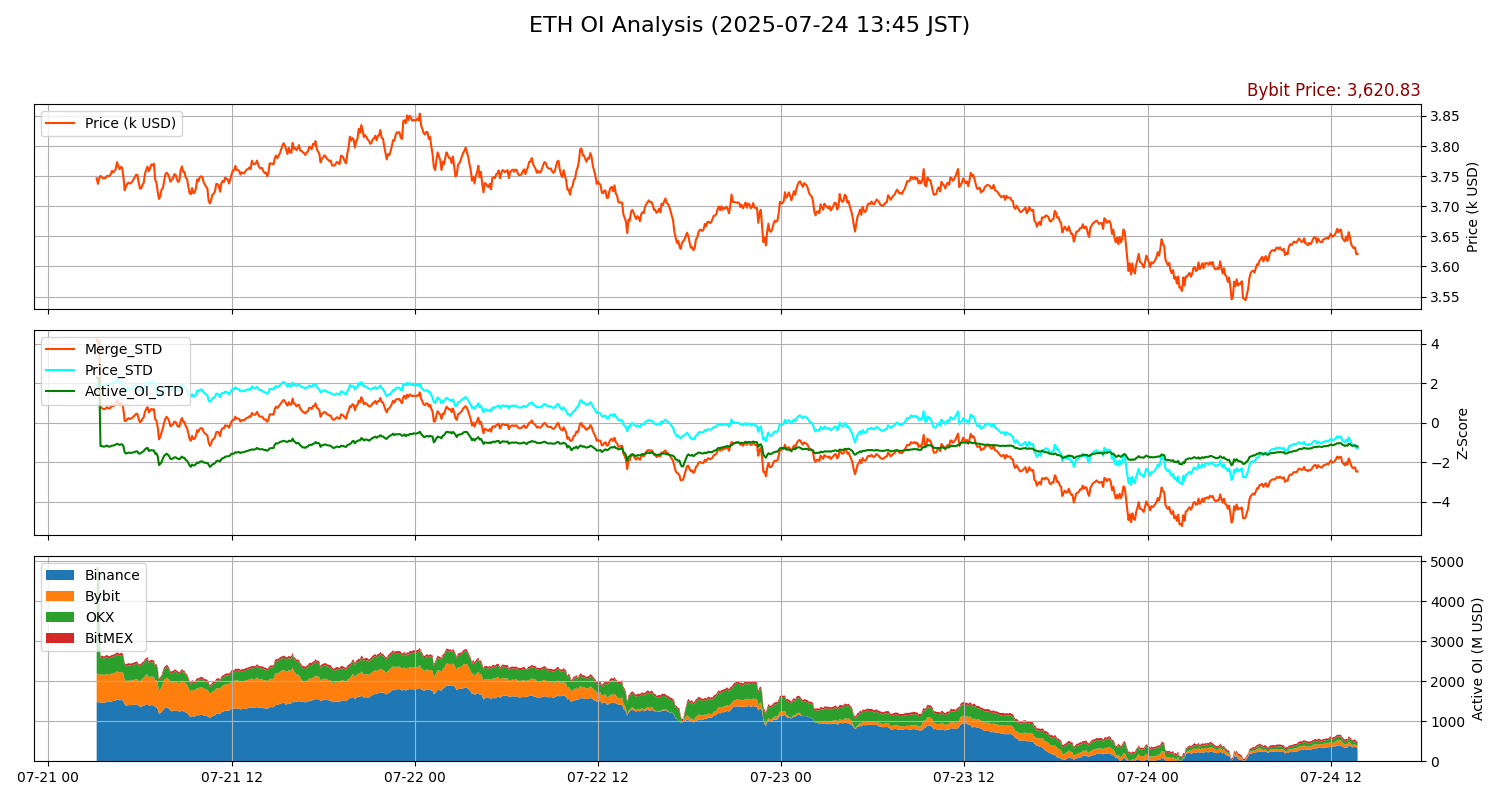 ETH OI Analysis (2025-07-24 13:45 JST)
Bybit Price: 3,620.83
Price (k USD)
3.85
3.80
3.75
3.70
3.65
3.60
3.55
Price (k USD)
Merge_STD
Price_STD
Active_OI_STD
4
2
0
−2
−4
Z-Score
Binance
Bybit
OKX
BitMEX
5000
4000
3000
2000
1000
0
Active OI (M USD)
07-21 00
07-21 12
07-22 00
07-22 12
07-23 00
07-23 12
07-24 00
07-24 12